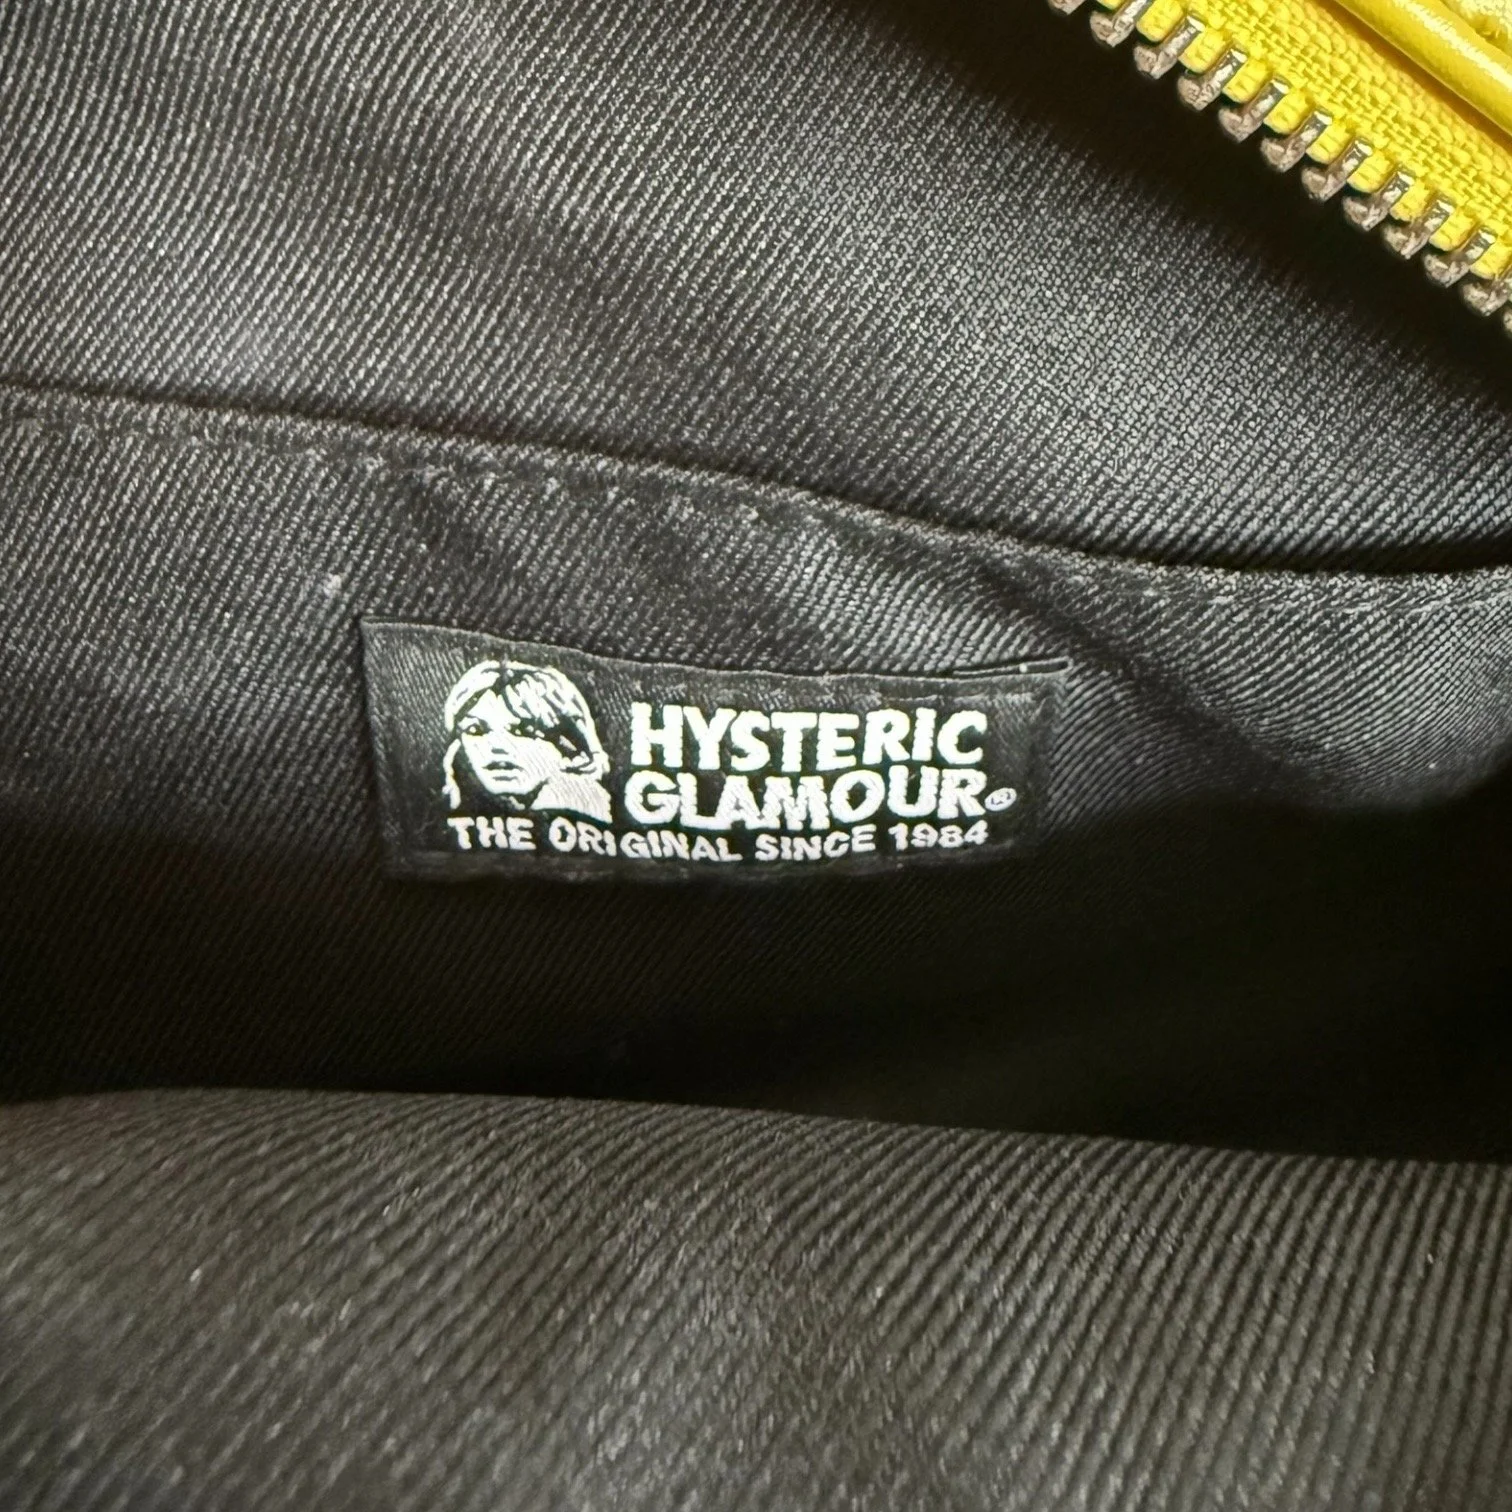 HYSTERIC
GLAMOUR®
THE ORIGINAL SINCE 1984